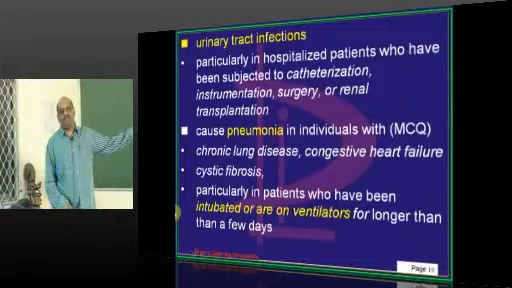 urinary tract infections
particularly in hospitalized patients who have
been subjected to catheterization,
instrumentation, surgery, or renal
transplantation
cause pneumonia in individuals with (MCQ)
chronic lung disease, congestive heart failure
cystic fibrosis,
particularly in patients who have been
intubated or are on ventilators for longer than
than a few days
Page 10